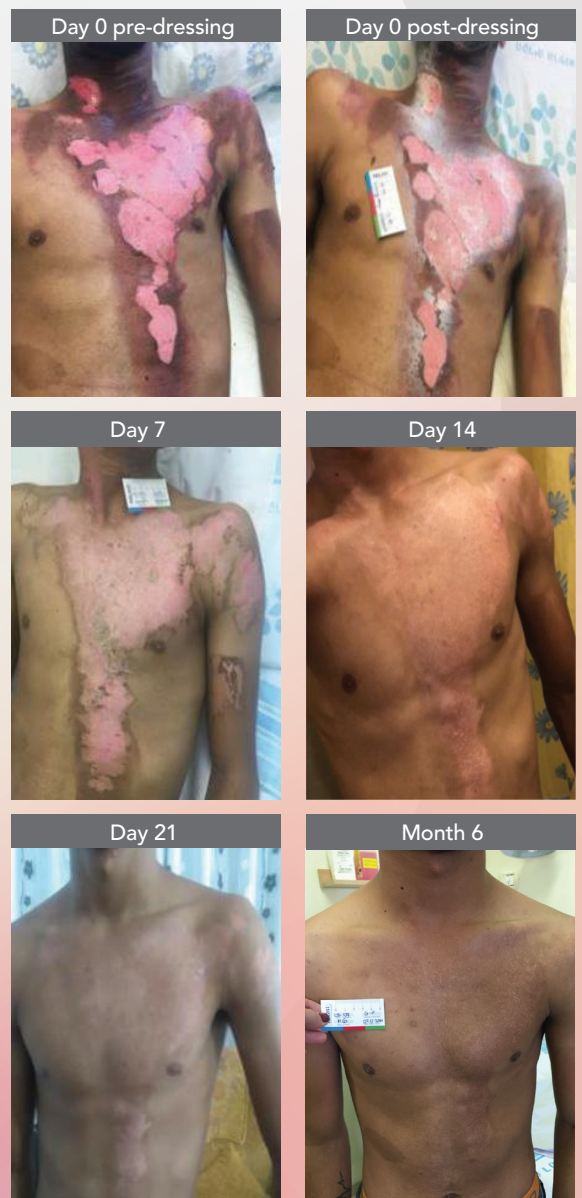 Day 0 pre-dressing
Day 0 post-dressing
Day 7
Day 14
Day 21
Month 6